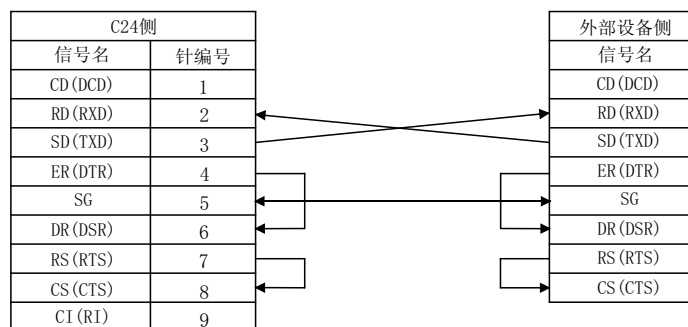 C24侧 外部设备侧
信号名 针编号 信号名
CD(DCD) 1 CD(DCD)
RD(RXD) 2 RD(RXD)
SD(TXD) 3 SD(TXD)
ER(DTR) 4 ER(DTR)
SG 5 SG
DR(DSR) 6 DR(DSR)
RS(RTS) 7 RS(RTS)
CS(CTS) 8 CS(CTS)
CI(RI) 9